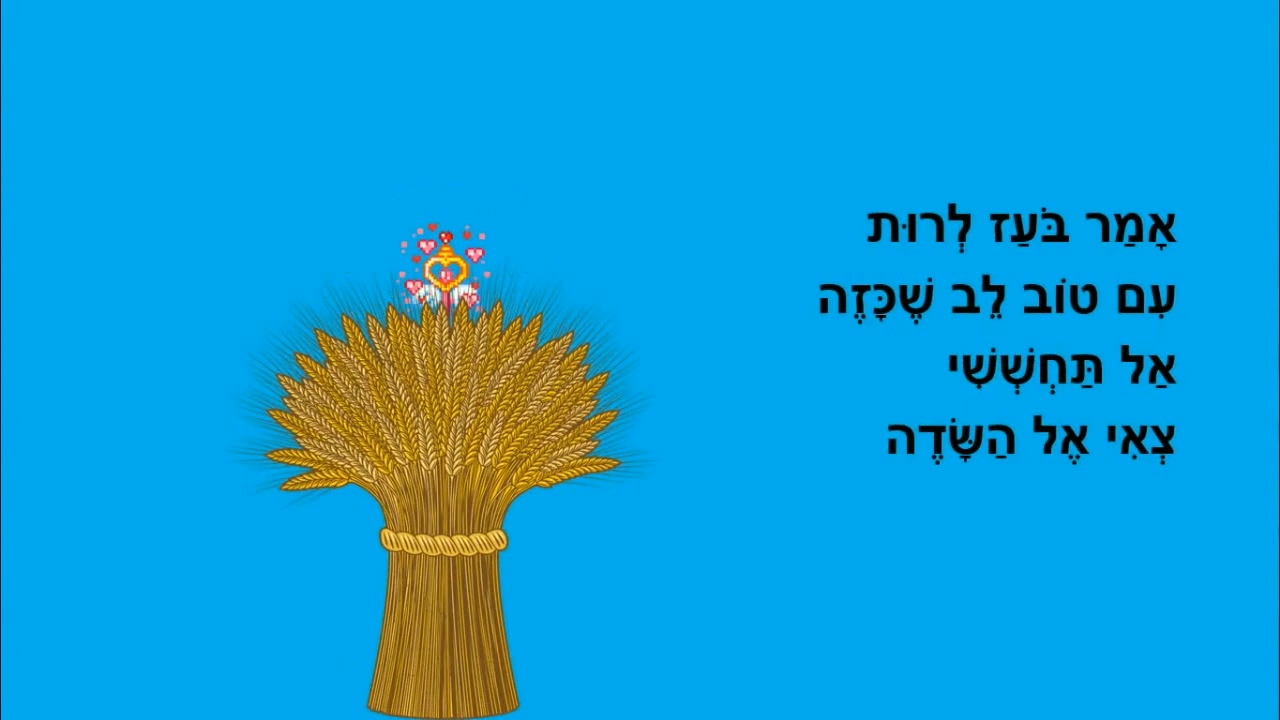 אָמַר בֹּעַז לְרוּת
עִם טוֹב לֵב שֶׁכָּזֶה
אַל תַּחְשְׁשִׁי
צְאִי אֶל הַשָּׂדֶה